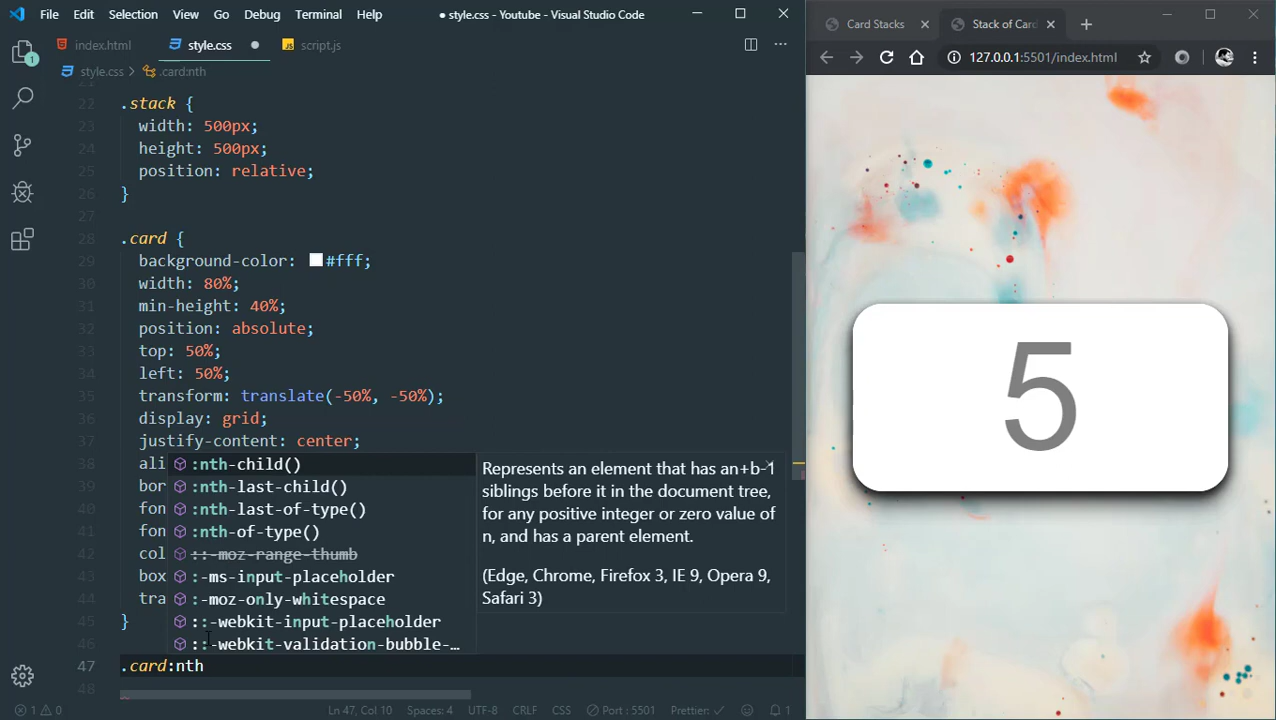 File Edit Selection View Go Debug Terminal Help
● style.css - Youtube - Visual Studio Code
index.html style.css script.js
style.css > .card:nth
21
22 .stack {
23 width: 500px;
24 height: 500px;
25 position: relative;
26 }
27
28 .card {
29 background-color: #fff;
30 width: 80%;
31 min-height: 40%;
32 position: absolute;
33 top: 50%;
34 left: 50%;
35 transform: translate(-50%, -50%);
36 display: grid;
37 justify-content: center;
38 ali
39 bor
40 fon
41 fon
42 col
43 box
44 tra
45 }
46
47 .card:nth
48
:nth-child()
:nth-last-child()
:nth-last-of-type()
:nth-of-type()
::-moz-range-thumb
:-ms-input-placeholder
:-moz-only-whitespace
::-webkit-input-placeholder
::-webkit-validation-bubble-…
Represents an element that has an+b-1
siblings before it in the document tree,
for any positive integer or zero value of
n, and has a parent element.
(Edge, Chrome, Firefox 3, IE 9, Opera 9,
Safari 3)
1 0 Ln 47, Col 10 Spaces: 4 UTF-8 CRLF CSS Port : 5501 Prettier: ✓ 1
1
Card Stacks Stack of Car
127.0.0.1:5501/index.html
5